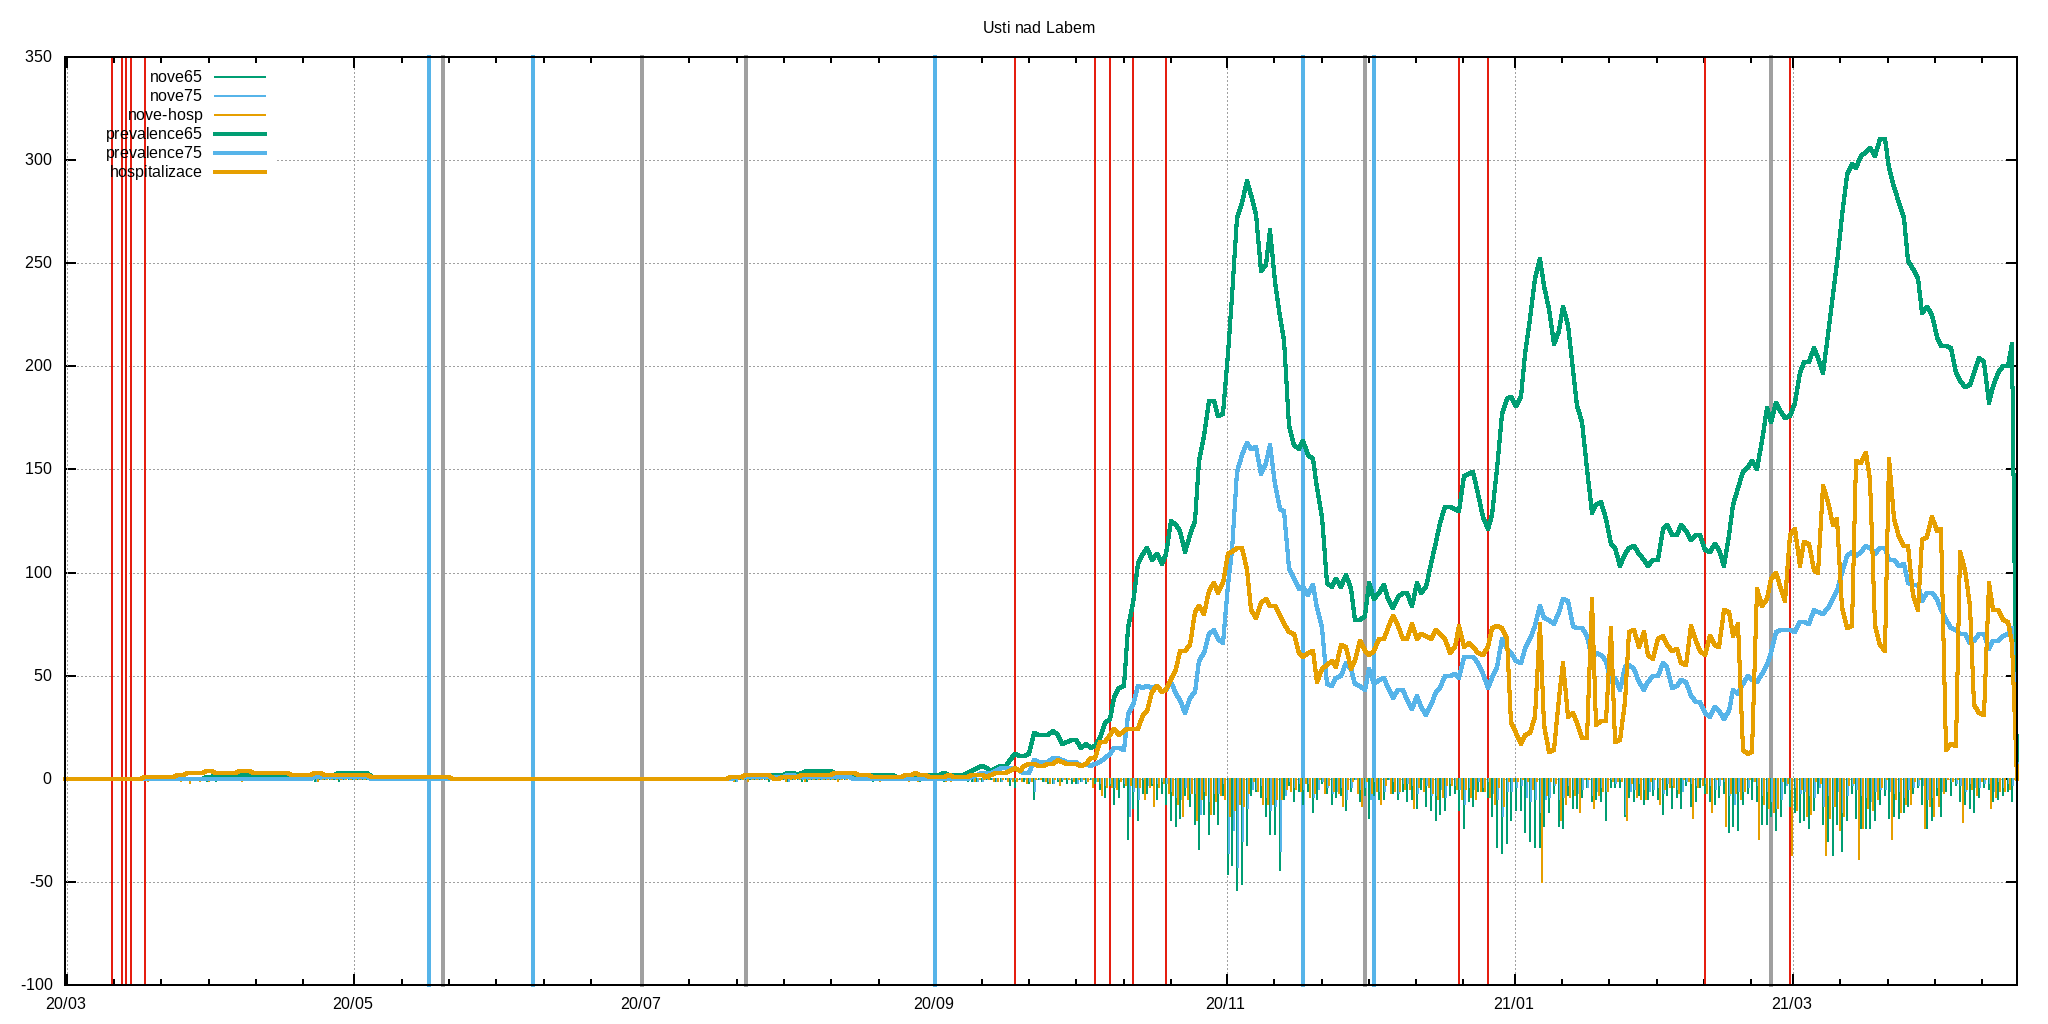 Usti nad Labem
350
300
250
200
150
100
50
0
-50
-100
nove65
nove75
nove-hosp
prevalence65
prevalence75
hospitalizace
20/03 20/05 20/07 20/09 20/11 21/01 21/03